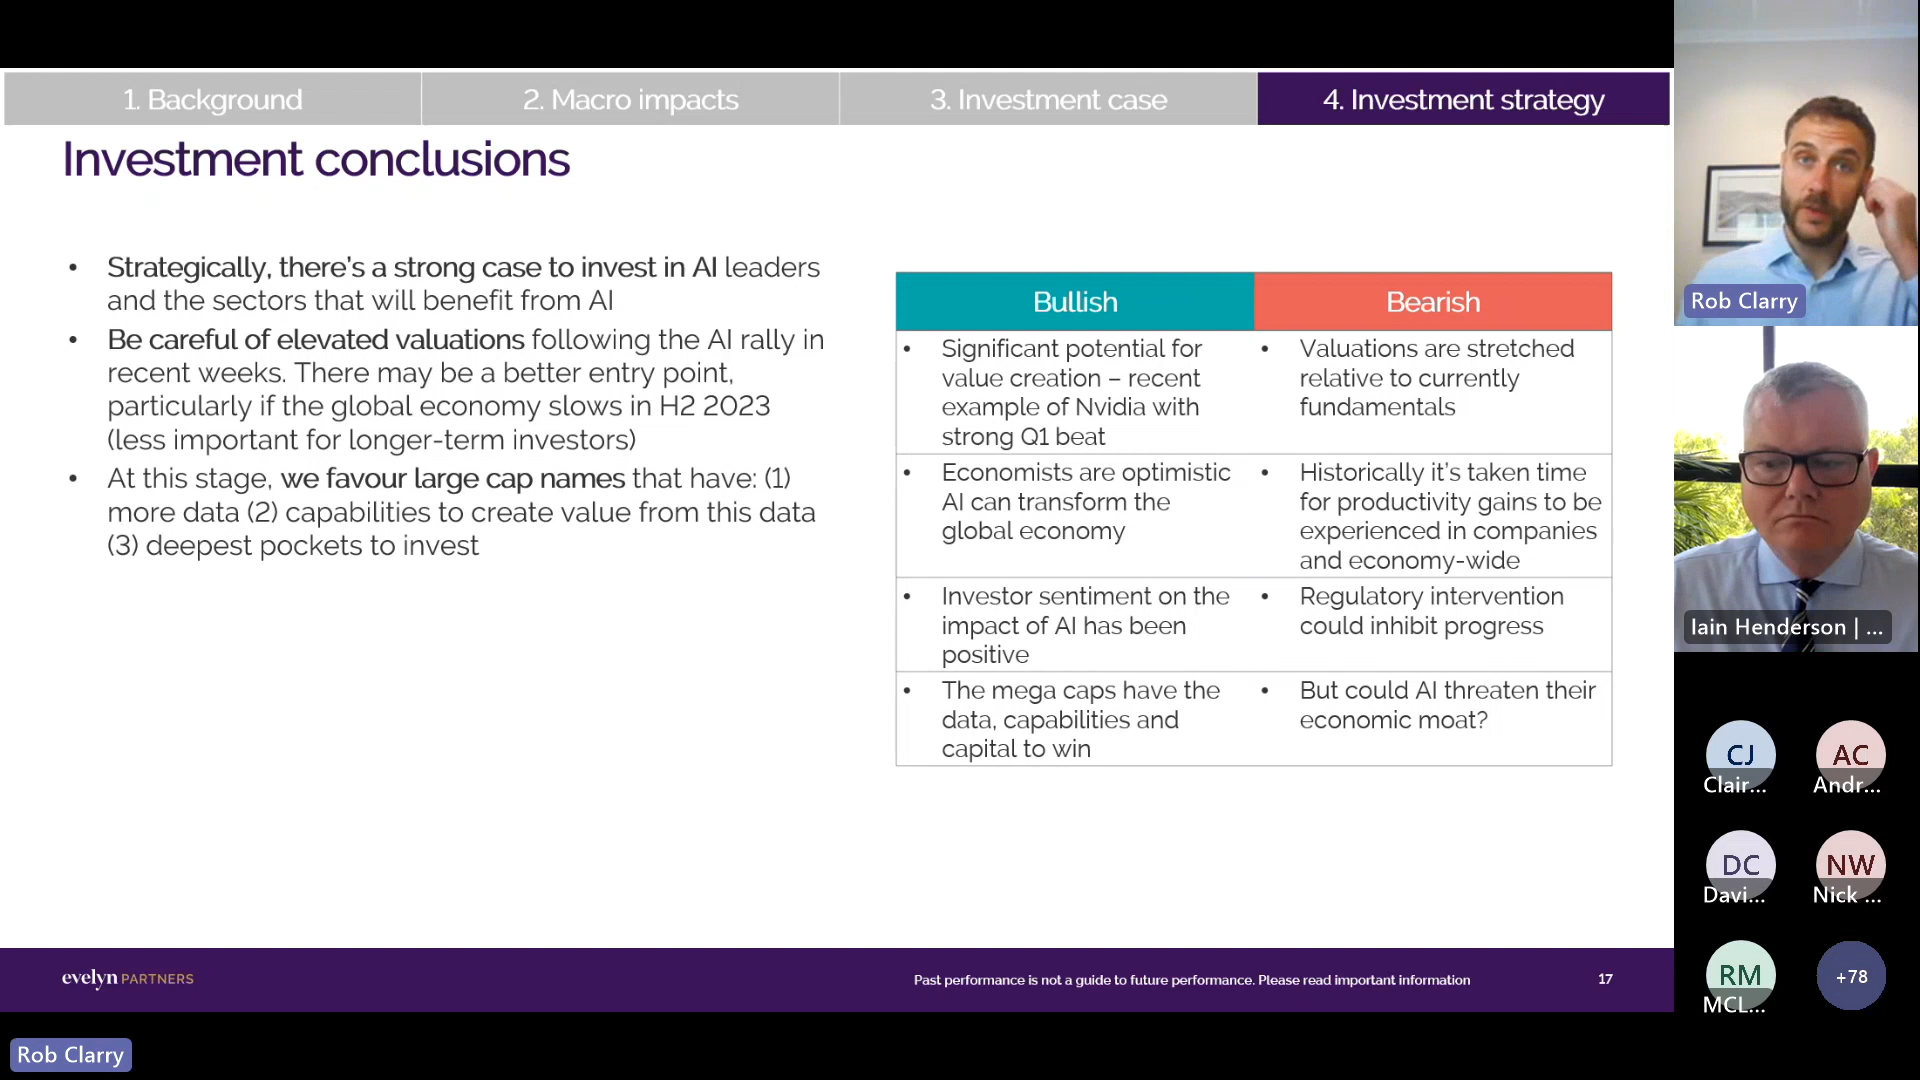 1. Background
2. Macro impacts
3. Investment case
4. Investment strategy
Investment conclusions
• Strategically, there's a strong case to invest in AI leaders
and the sectors that will benefit from AI
• Be careful of elevated valuations following the AI rally in
recent weeks. There may be a better entry point,
particularly if the global economy slows in H2 2023
(less important for longer-term investors)
• At this stage, we favour large cap names that have: (1)
more data (2) capabilities to create value from this data
(3) deepest pockets to invest
Bullish
Bearish
• Significant potential for
value creation – recent
example of Nvidia with
strong Q1 beat
• Valuations are stretched
relative to currently
fundamentals
• Economists are optimistic
AI can transform the
global economy
• Historically it's taken time
for productivity gains to be
experienced in companies
and economy-wide
• Investor sentiment on the
impact of AI has been
positive
• Regulatory intervention
could inhibit progress
• The mega caps have the
data, capabilities and
capital to win
• But could AI threaten their
economic moat?
evelyn PARTNERS
Past performance is not a guide to future performance. Please read important information
17
Rob Clarry
Rob Clarry
Iain Henderson | ...
CJ
Clair...
AC
Andr...
DC
Davi...
NW
Nick ...
RM
MCL...
+78